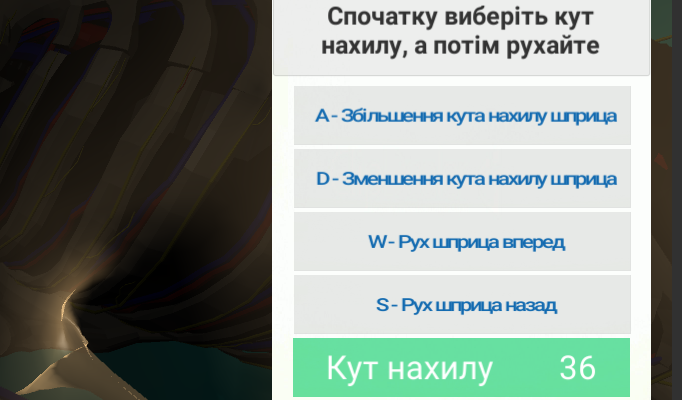 Спочатку виберіть кут
нахилу, а потім рухайте
A - Збільшення кута нахилу шприца
D - Зменшення кута нахилу шприца
W - Рух шприца вперед
S - Рух шприца назад
Кут нахилу 36